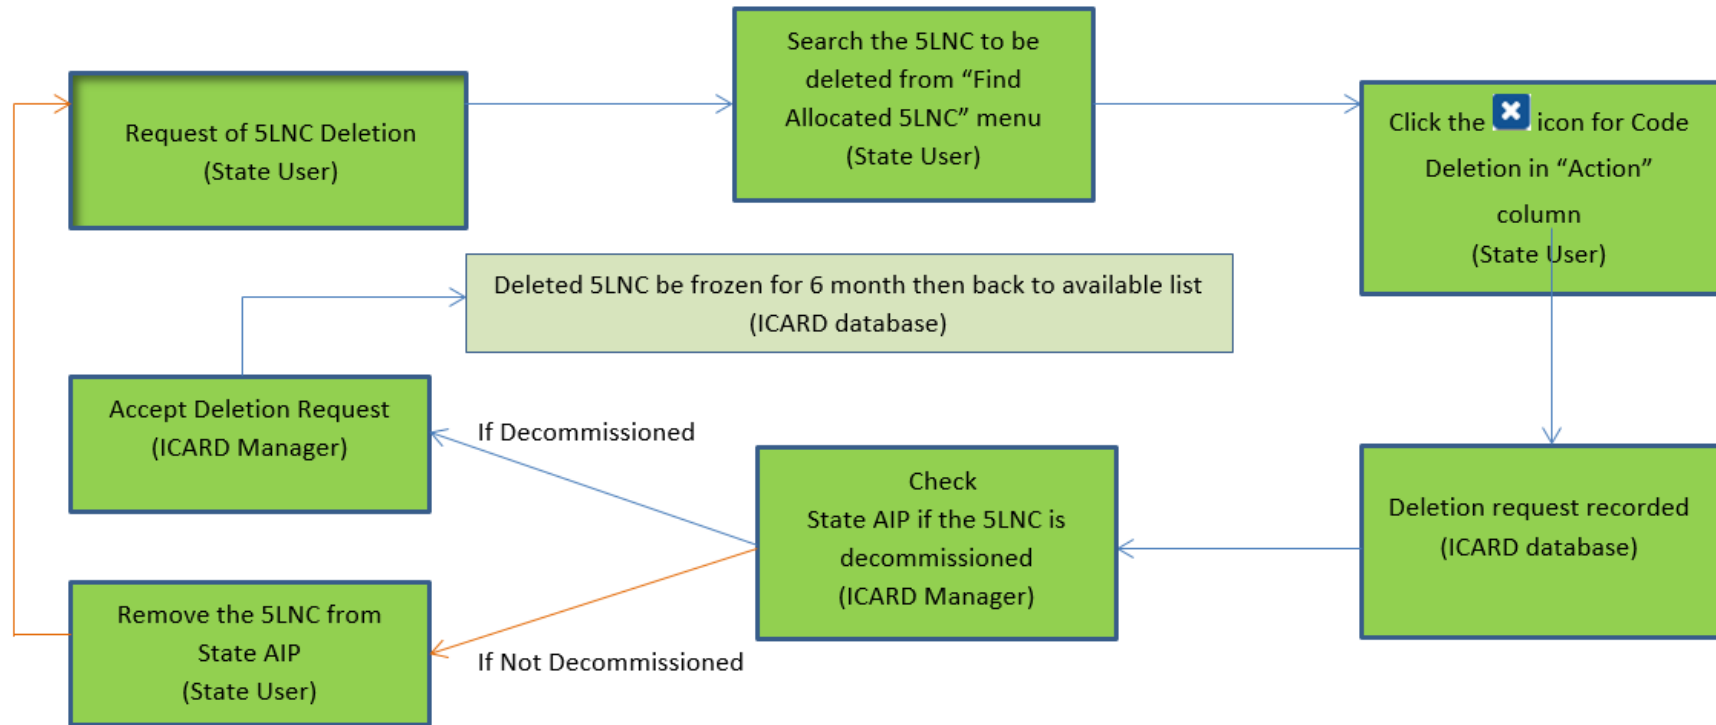 Request of 5LNC Deletion
(State User)
Search the 5LNC to be
deleted from “Find
Allocated 5LNC” menu
(State User)
Click the icon for Code
Deletion in “Action”
column
(State User)
Deletion request recorded
(ICARD database)
Check
State AIP if the 5LNC is
decommissioned
(ICARD Manager)
If Decommissioned
Accept Deletion Request
(ICARD Manager)
Deleted 5LNC be frozen for 6 month then back to available list
(ICARD database)
If Not Decommissioned
Remove the 5LNC from
State AIP
(State User)